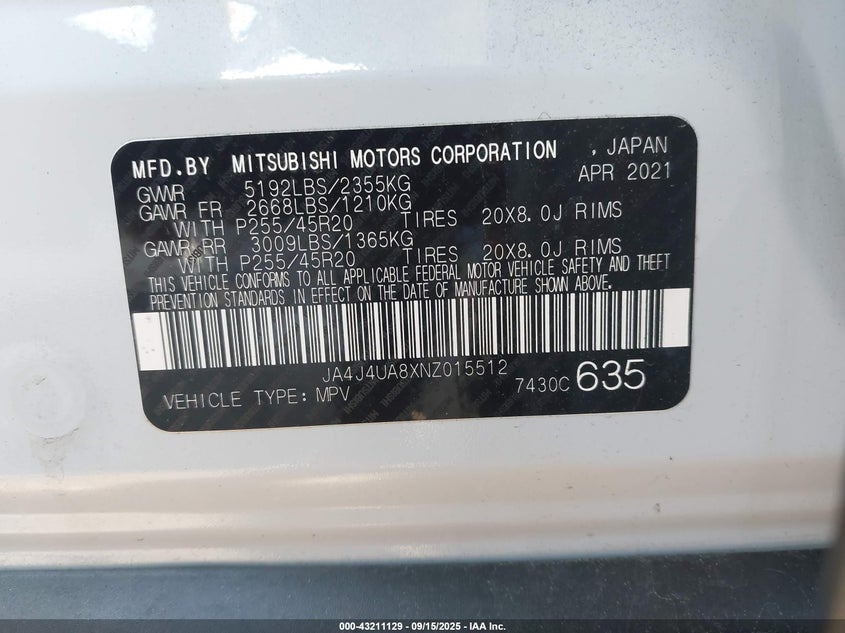 MFD.BY MITSUBISHI MOTORS CORPORATION , JAPAN
GVWR 5192LBS/2355KG APR 2021
GAWR FR 2668LBS/1210KG
WITH P255/45R20 TIRES 20X8.0J RIMS
GAWR RR 3009LBS/1365KG
WITH P255/45R20 TIRES 20X8.0J RIMS
THIS VEHICLE CONFORMS TO ALL APPLICABLE FEDERAL MOTOR VEHICLE SAFETY AND THEFT
PREVENTION STANDARDS IN EFFECT ON THE DATE OF MANUFACTURE SHOWN ABOVE.
JA4J4UA8XNZ015512
VEHICLE TYPE: MPV 7430C 635
000-43211129 - 09/15/2025 - IAA Inc.